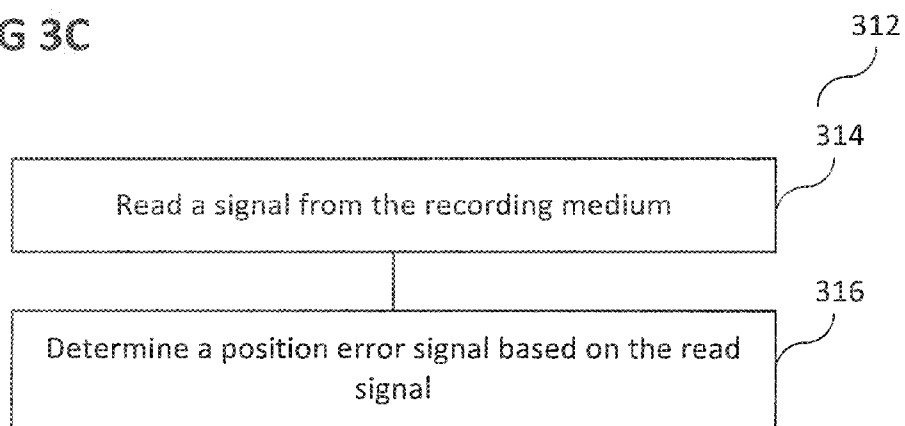 G 3C
312
314
Read a signal from the recording medium
316
Determine a position error signal based on the read
signal